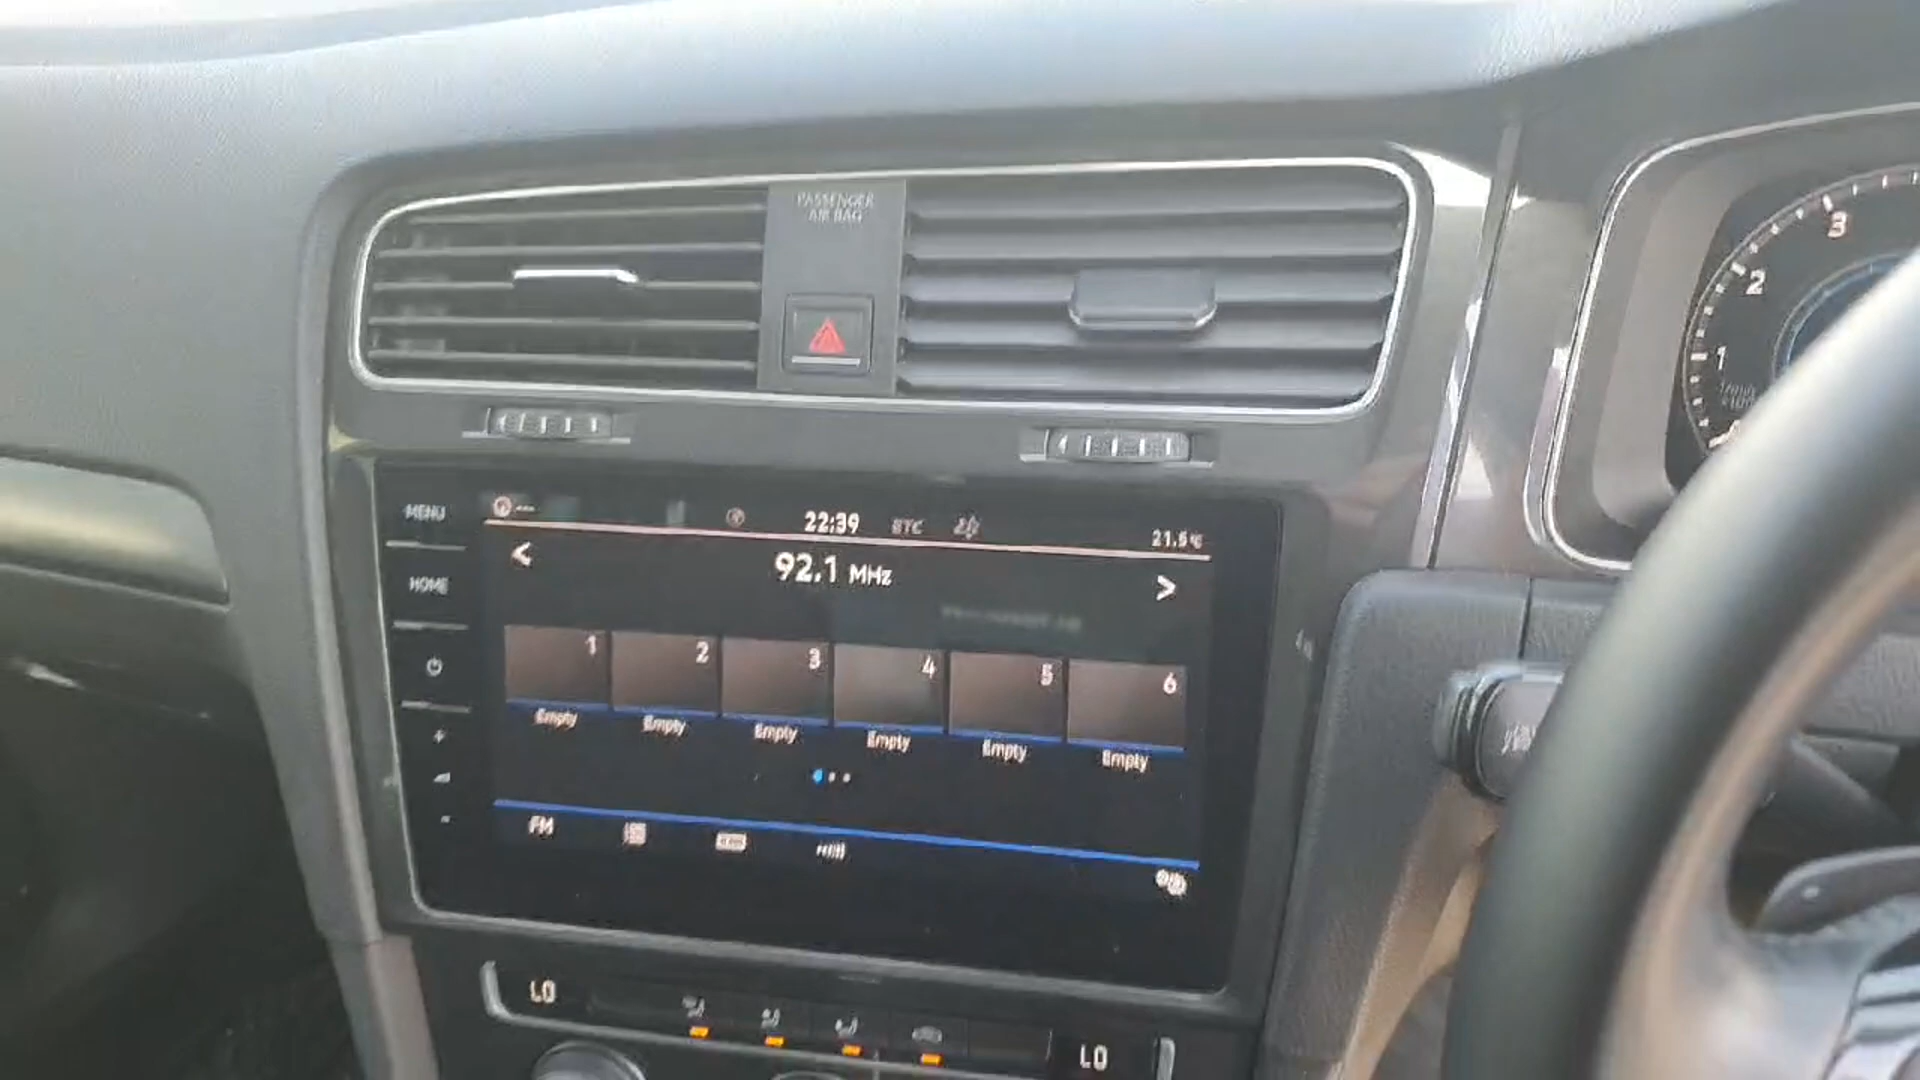 PASSENGER
AIR BAG
3
2
1
MENU
22:39
21.5°C
92.1 MHz
HOME
1 2 3 4 5 6
Empty Empty Empty Empty Empty Empty
FM
LO
LO